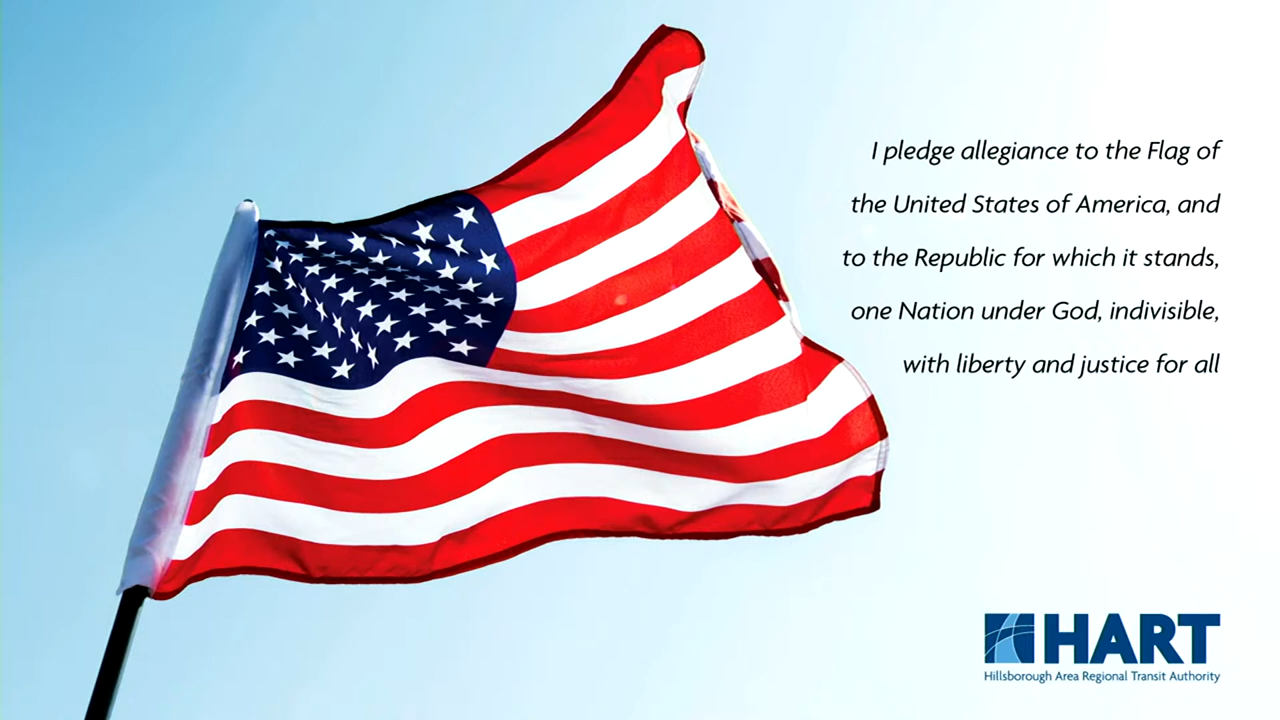 I pledge allegiance to the Flag of
the United States of America, and
to the Republic for which it stands,
one Nation under God, indivisible,
with liberty and justice for all
HART
Hillsborough Area Regional Transit Authority